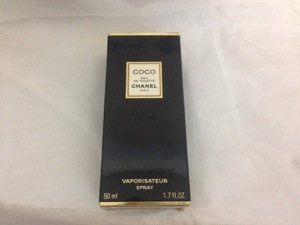 COCO
EAU
DE TOILETTE
CHANEL
PARIS
VAPORISATEUR
SPRAY
50 ml 1.7 FL.OZ.